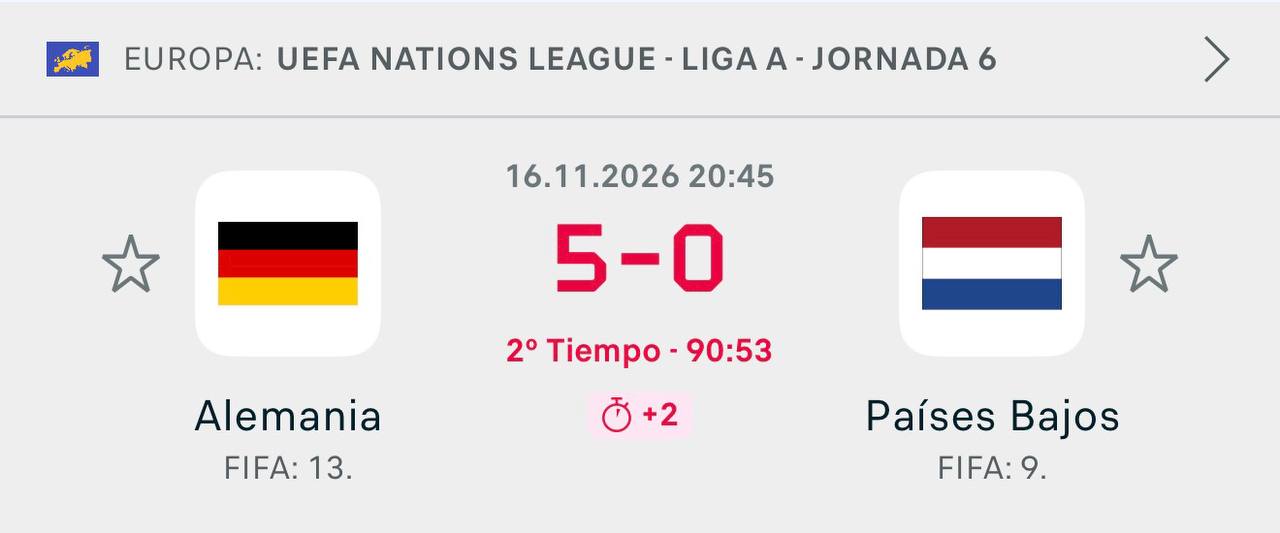 EUROPA: UEFA NATIONS LEAGUE - LIGA A - JORNADA 6
16.11.2026 20:45
5-0
2º Tiempo - 90:53
+2
Alemania
Países Bajos
FIFA: 13.
FIFA: 9.